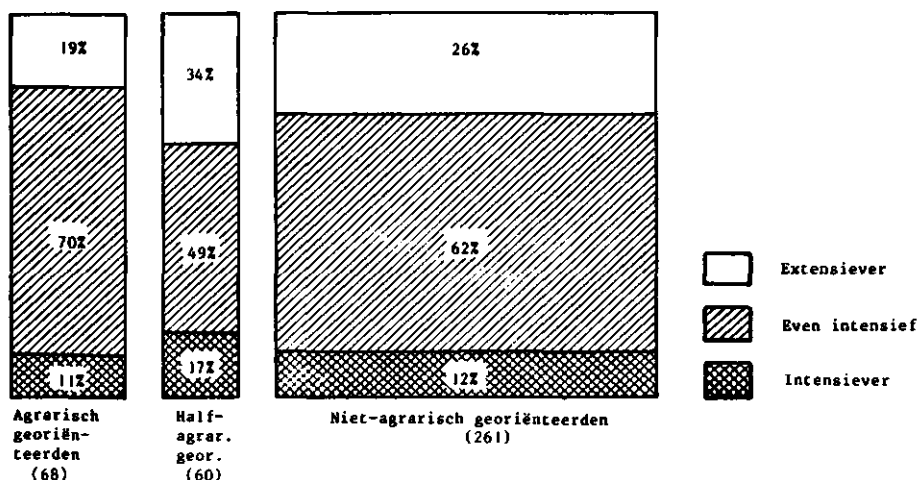 19%
34%
26%
70%
49%
62%
11%
17%
12%
Extensiever
Even intensief
Intensiever
Agrarisch
georiën-
teerden
(68)
Half-
agrar.
geor.
(60)
Niet-agrarisch georiënteerden
(261)